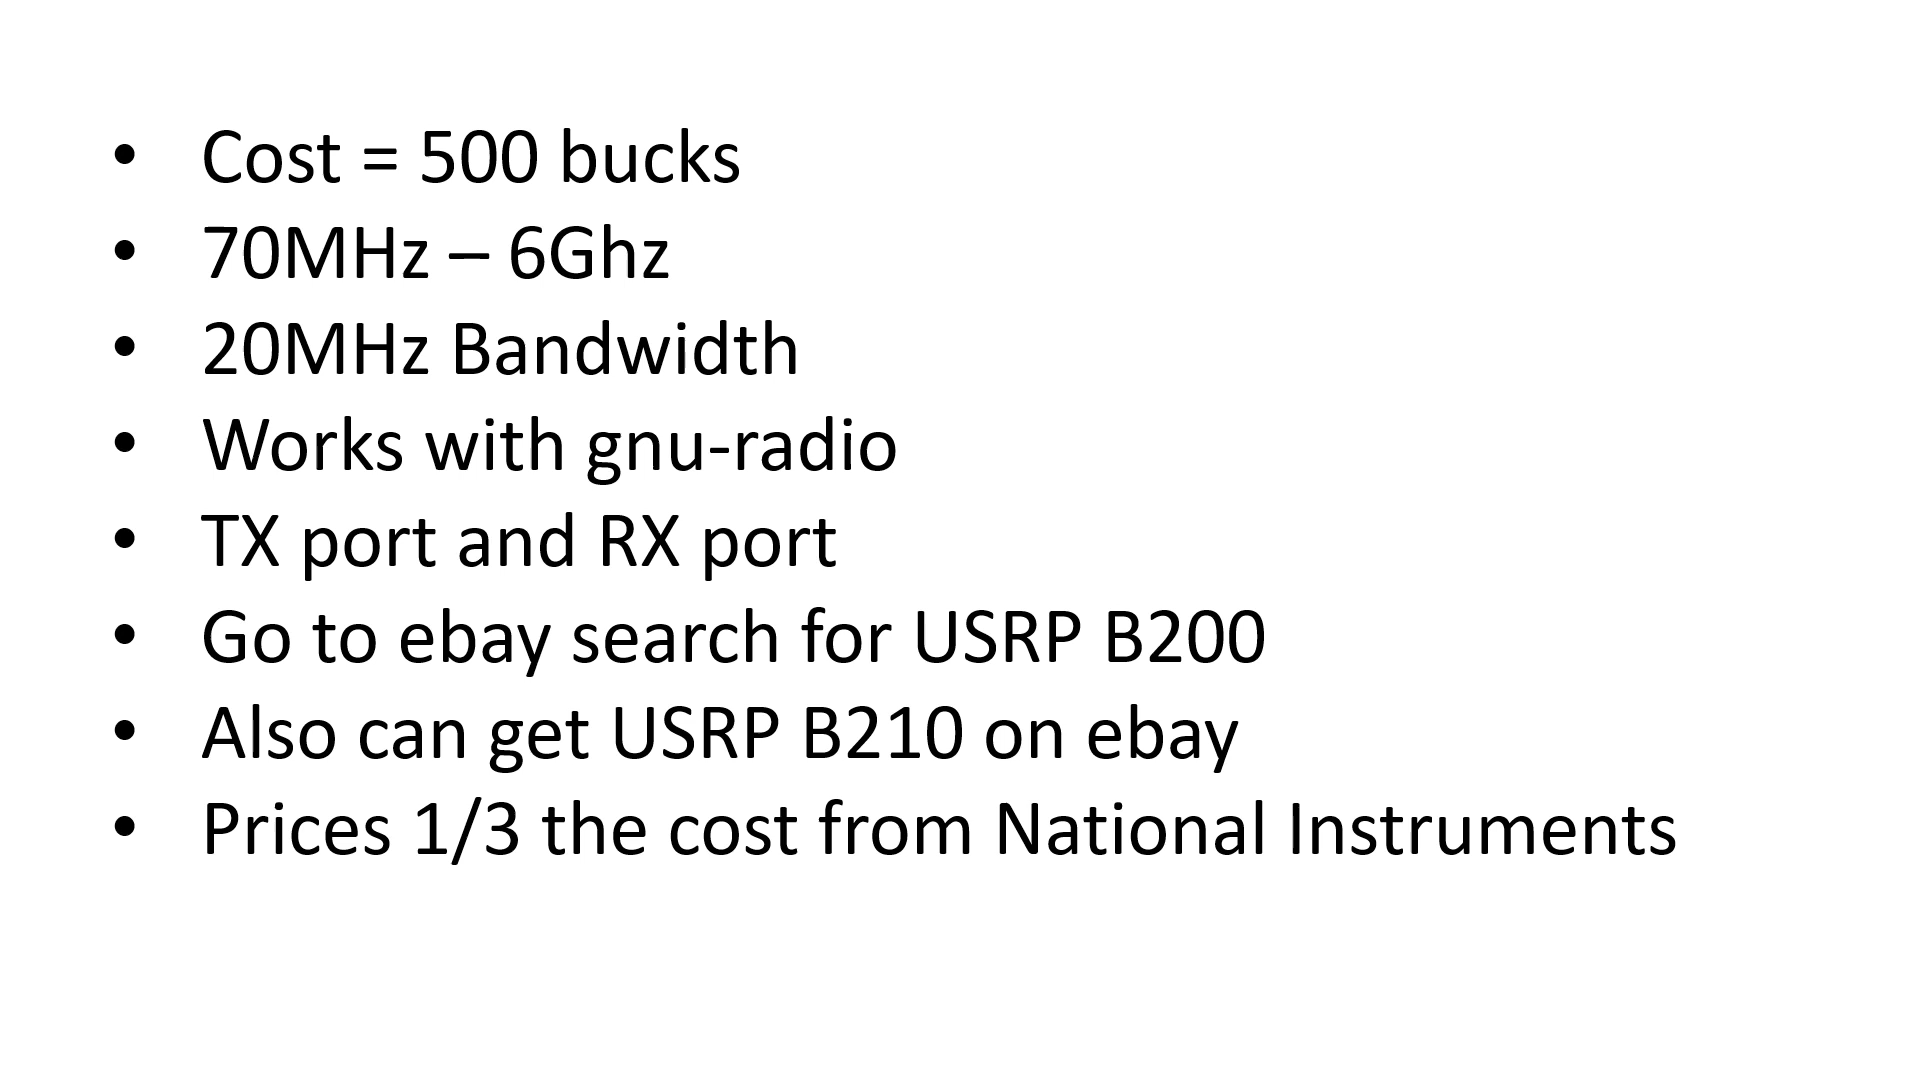 • Cost = 500 bucks
• 70MHz – 6Ghz
• 20MHz Bandwidth
• Works with gnu-radio
• TX port and RX port
• Go to ebay search for USRP B200
• Also can get USRP B210 on ebay
• Prices 1/3 the cost from National Instruments